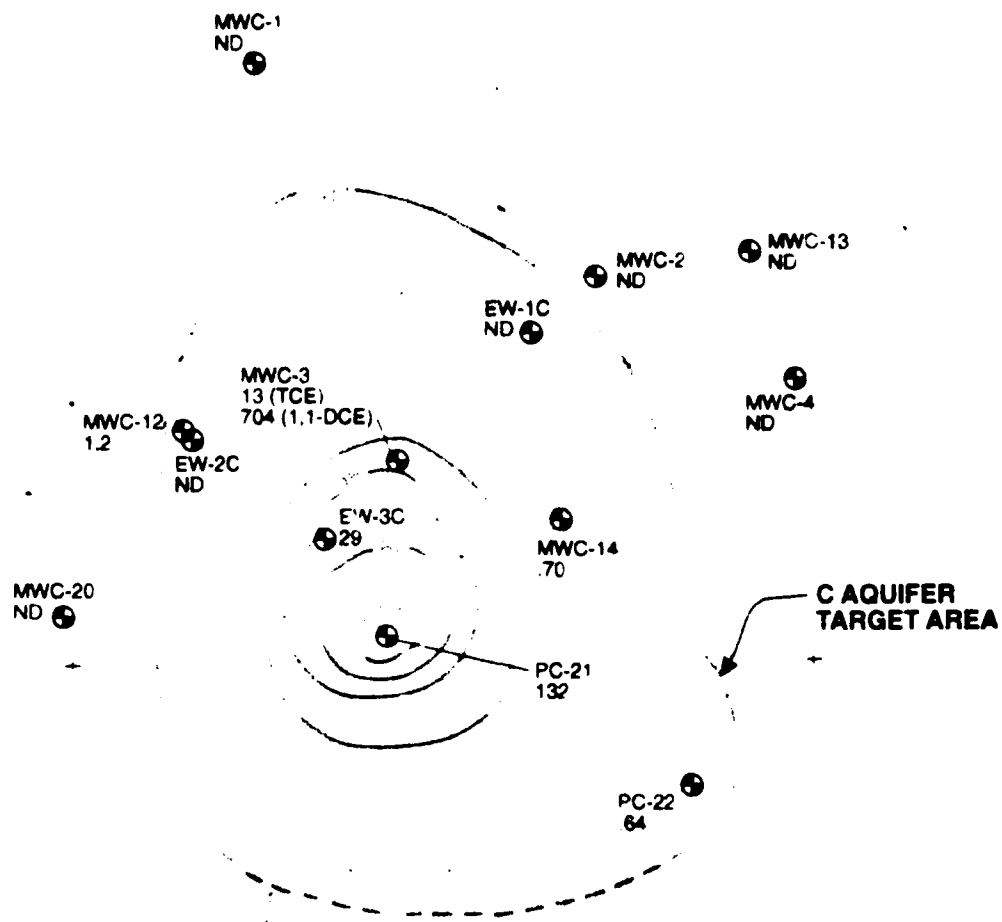 MWC-1
ND
MWC-2
ND
MWC-13
ND
EW-1C
ND
MWC-3
13 (TCE)
704 (1,1-DCE)
MWC-4
ND
MWC-12
1.2
EW-2C
ND
EW-3C
29
MWC-14
.70
MWC-20
ND
C AQUIFER
TARGET AREA
PC-21
132
PC-22
.64